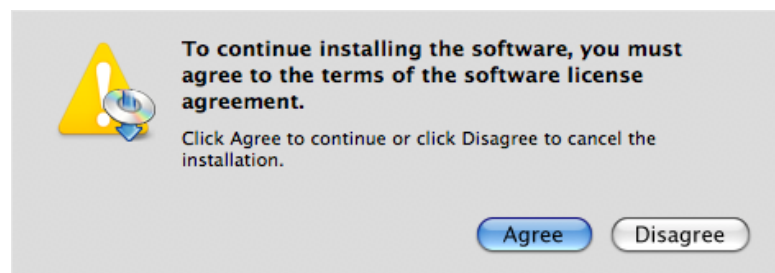 To continue installing the software, you must
agree to the terms of the software license
agreement.
Click Agree to continue or click Disagree to cancel the
installation.
Agree Disagree